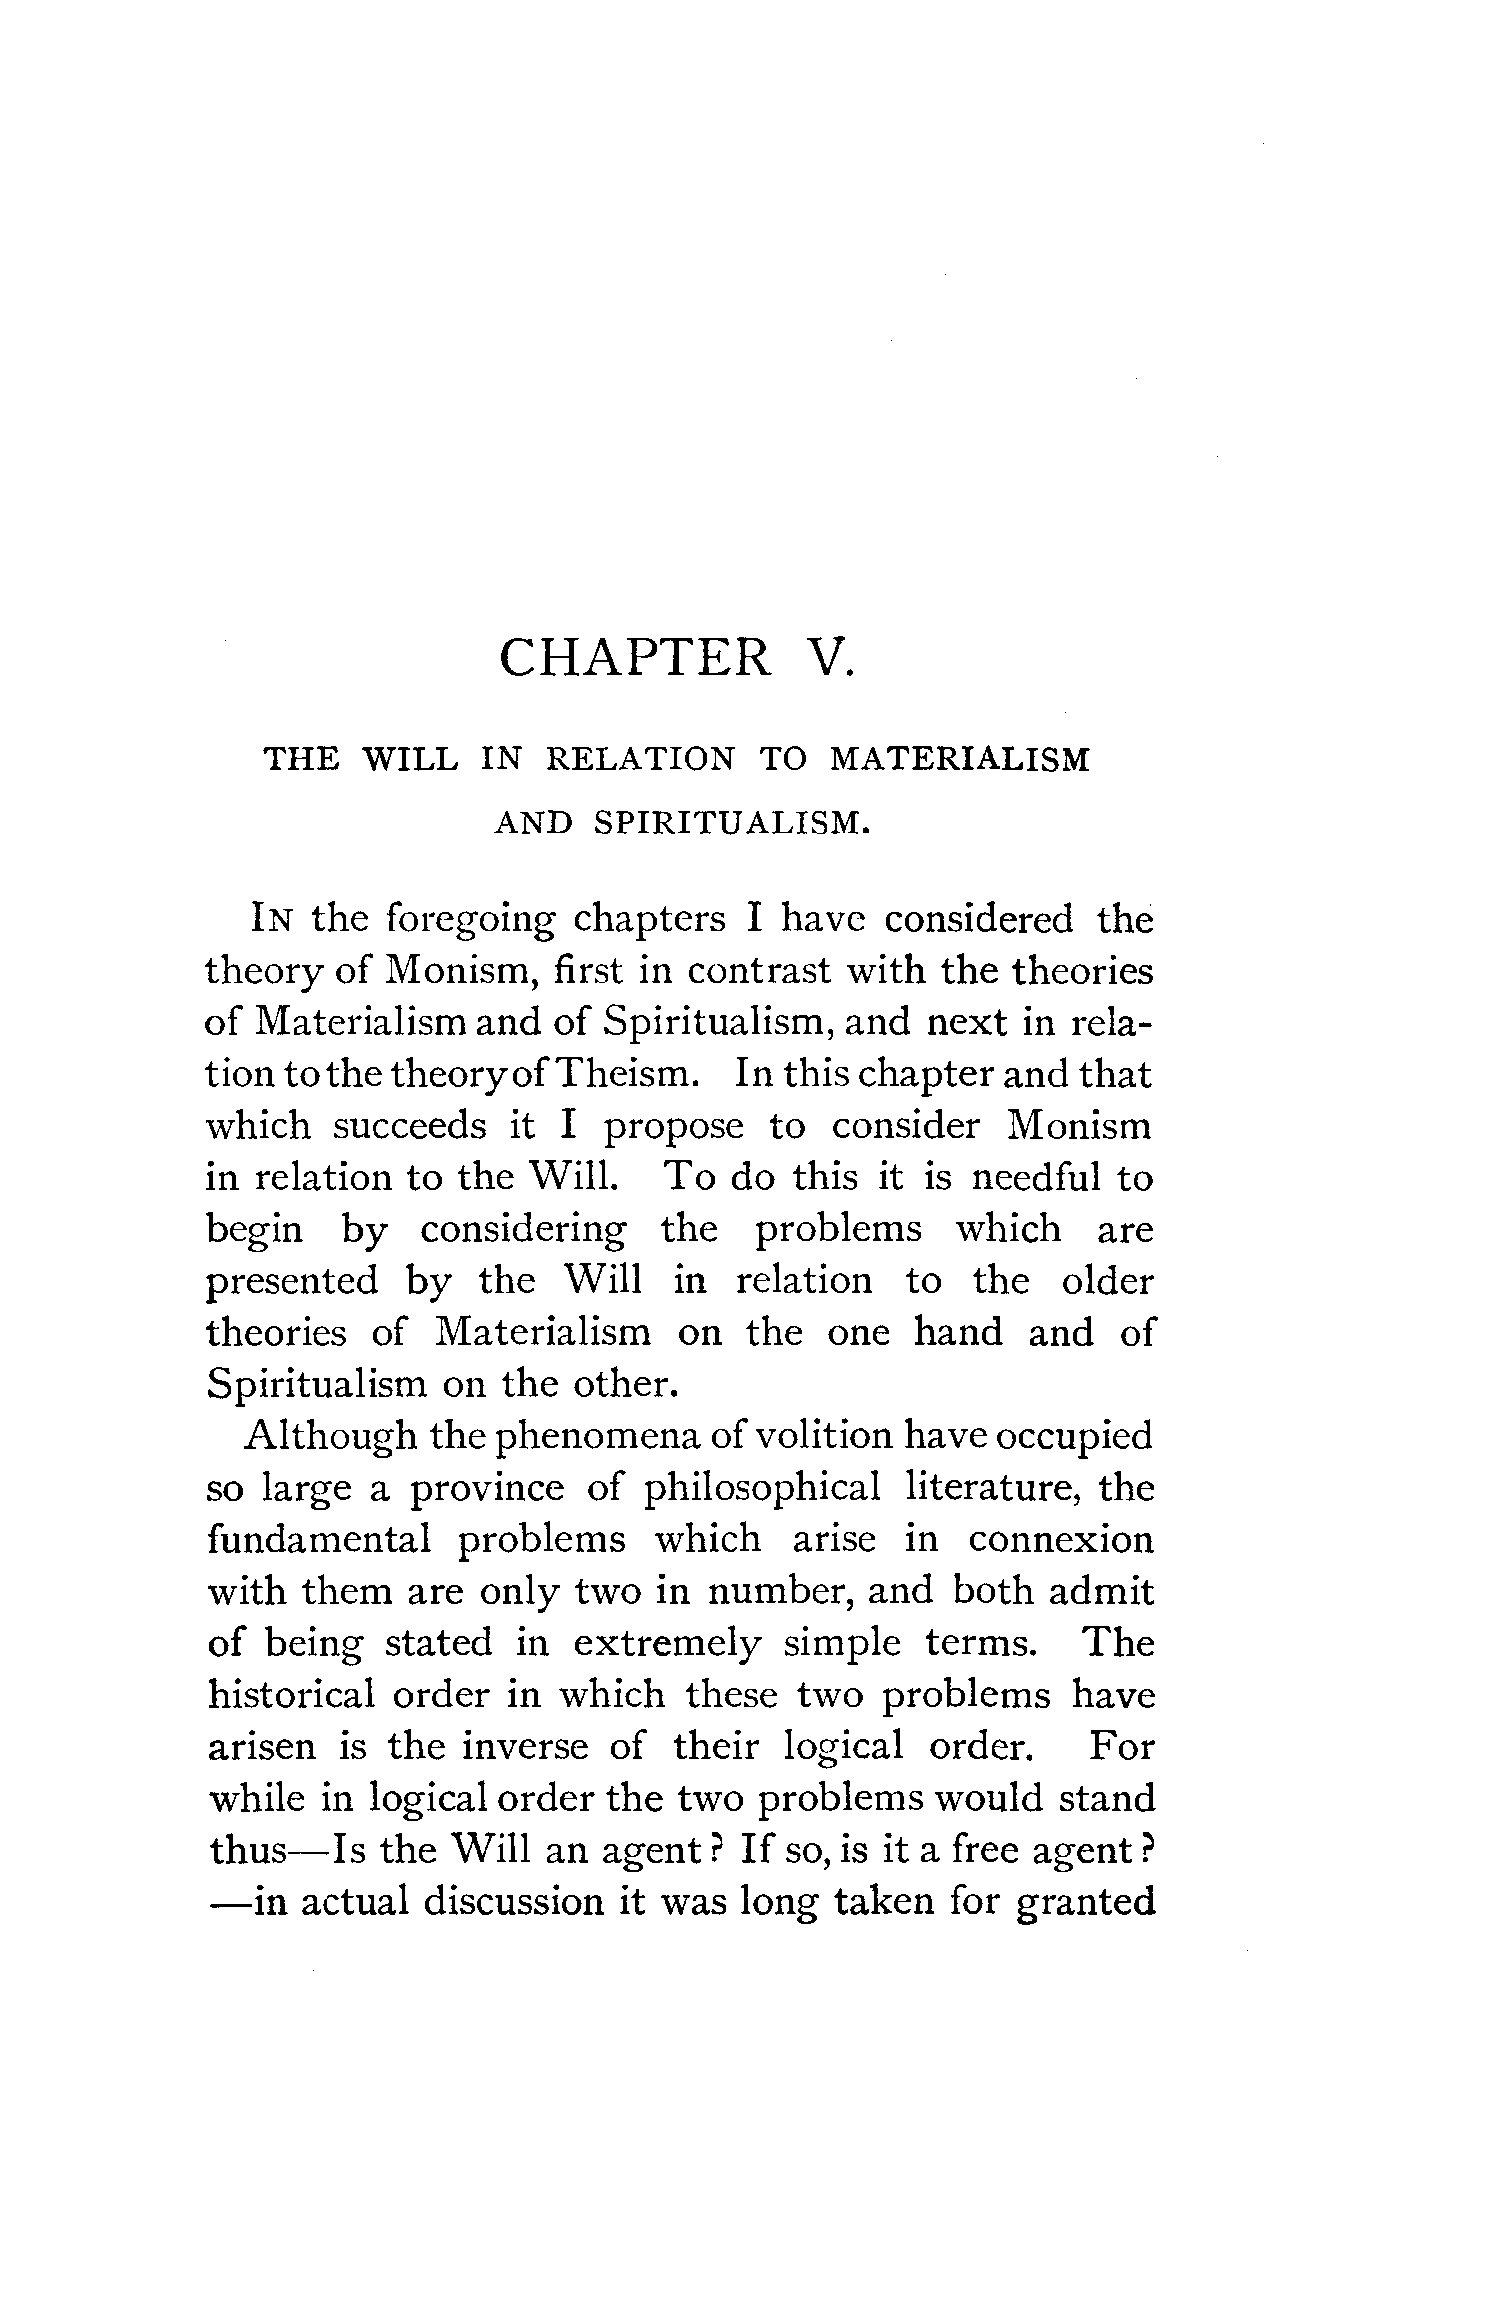 CHAPTER V.
THE WILL IN RELATION TO MATERIALISM
AND SPIRITUALISM.
IN the foregoing chapters I have considered the
theory of Monism, first in contrast with the theories
of Materialism and of Spiritualism, and next in rela-
tion to the theory of Theism. In this chapter and that
which succeeds it I propose to consider Monism
in relation to the Will. To do this it is needful to
begin by considering the problems which are
presented by the Will in relation to the older
theories of Materialism on the one hand and of
Spiritualism on the other.
Although the phenomena of volition have occupied
so large a province of philosophical literature, the
fundamental problems which arise in connexion
with them are only two in number, and both admit
of being stated in extremely simple terms. The
historical order in which these two problems have
arisen is the inverse of their logical order. For
while in logical order the two problems would stand
thus—Is the Will an agent? If so, is it a free agent?
—in actual discussion it was long taken for granted